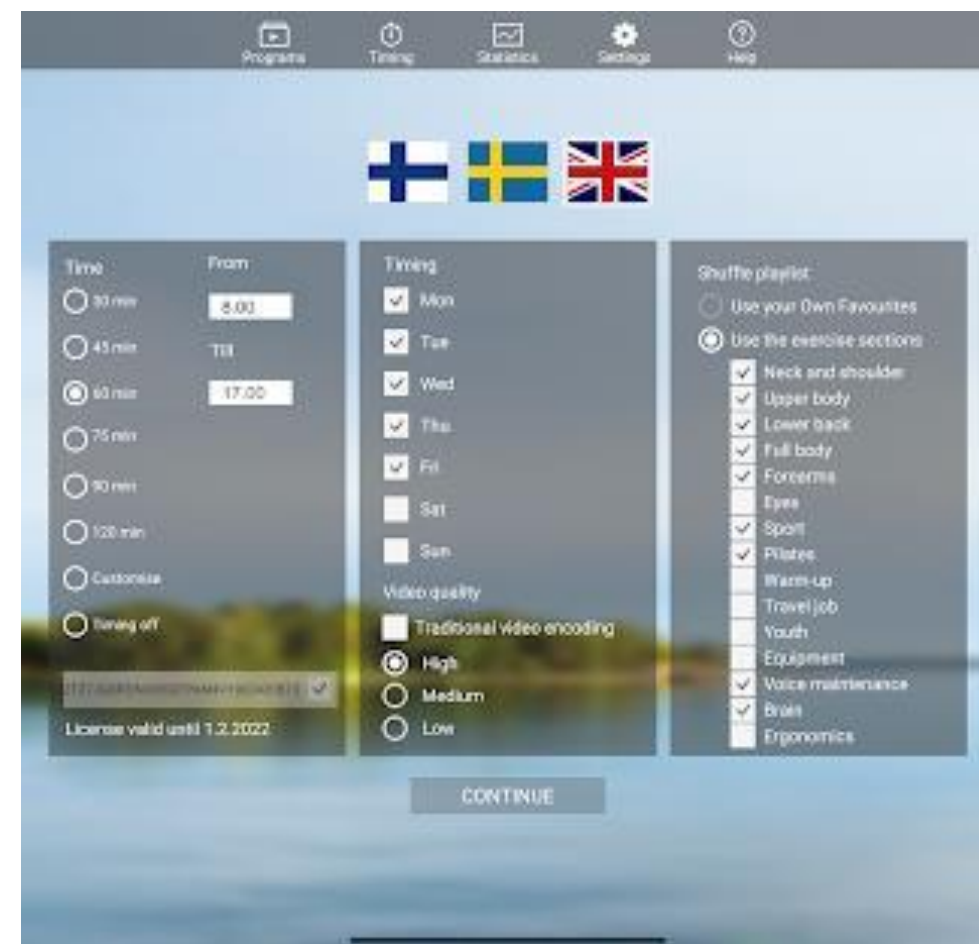 Programs Timing Statistics Settings Help
Time
30 min
45 min
60 min
75 min
90 min
120 min
Customise
Timing off
From
8.00
Till
17.00
License valid until 1.2.2022
Timing
Mon
Tue
Wed
Thu
Fri
Sat
Sun
Video quality
Traditional video encoding
High
Medium
Low
Shuffle playlist
Use your Own Favourites
Use the exercise sections
Neck and shoulder
Upper body
Lower back
Full body
Forearms
Eyes
Sport
Pilates
Warm-up
Travel job
Youth
Equipment
Voice maintenance
Brain
Ergonomics
CONTINUE